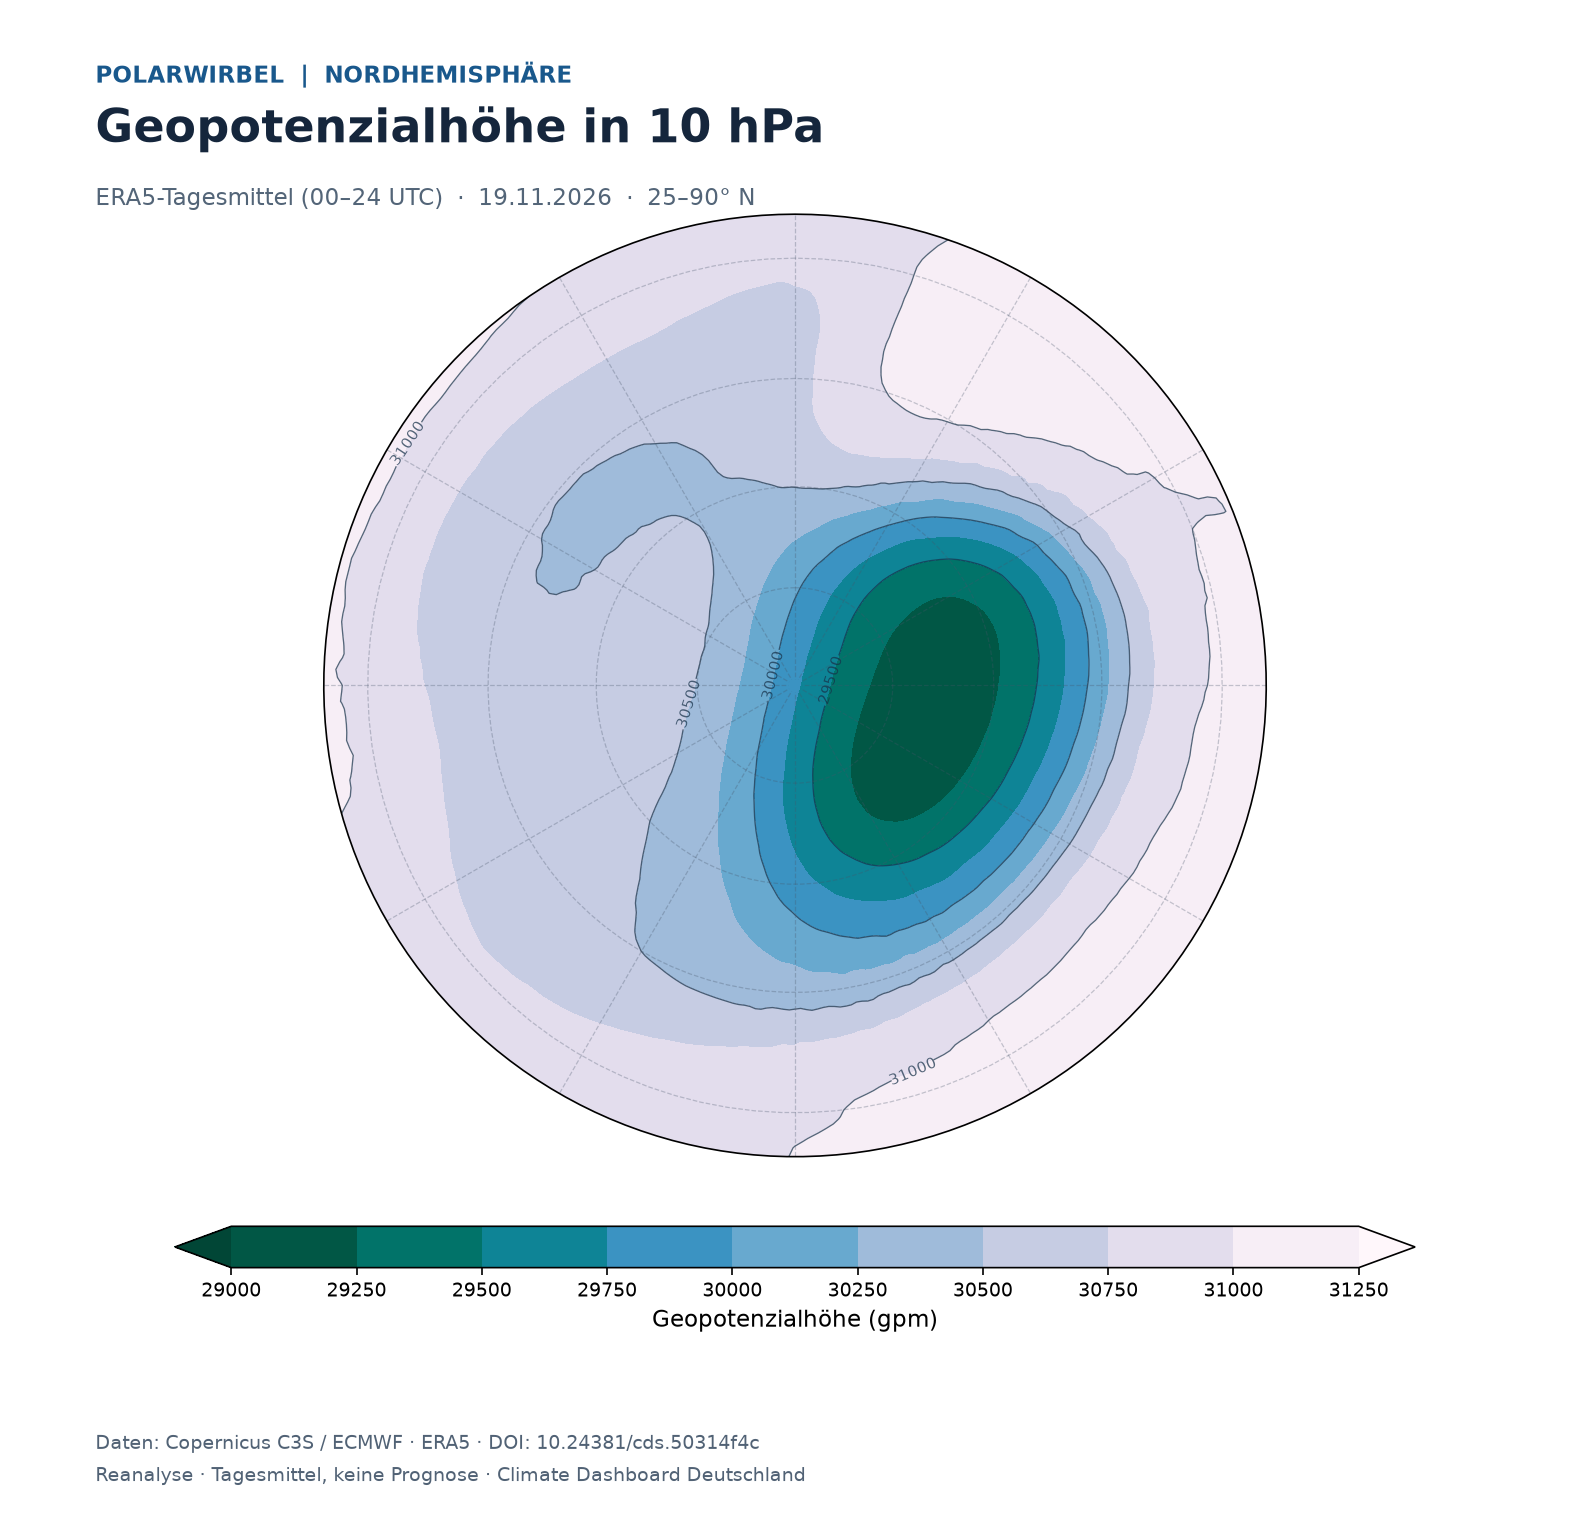 POLARWIRBEL | NORDHEMISPHÄRE
Geopotenzialhöhe in 10 hPa
ERA5-Tagesmittel (00–24 UTC) · 19.11.2026 · 25–90° N
31000
30500
30000
29500
31000
29000 29250 29500 29750 30000 30250 30500 30750 31000 31250
Geopotenzialhöhe (gpm)
Daten: Copernicus C3S / ECMWF · ERA5 · DOI: 10.24381/cds.50314f4c
Reanalyse · Tagesmittel, keine Prognose · Climate Dashboard Deutschland